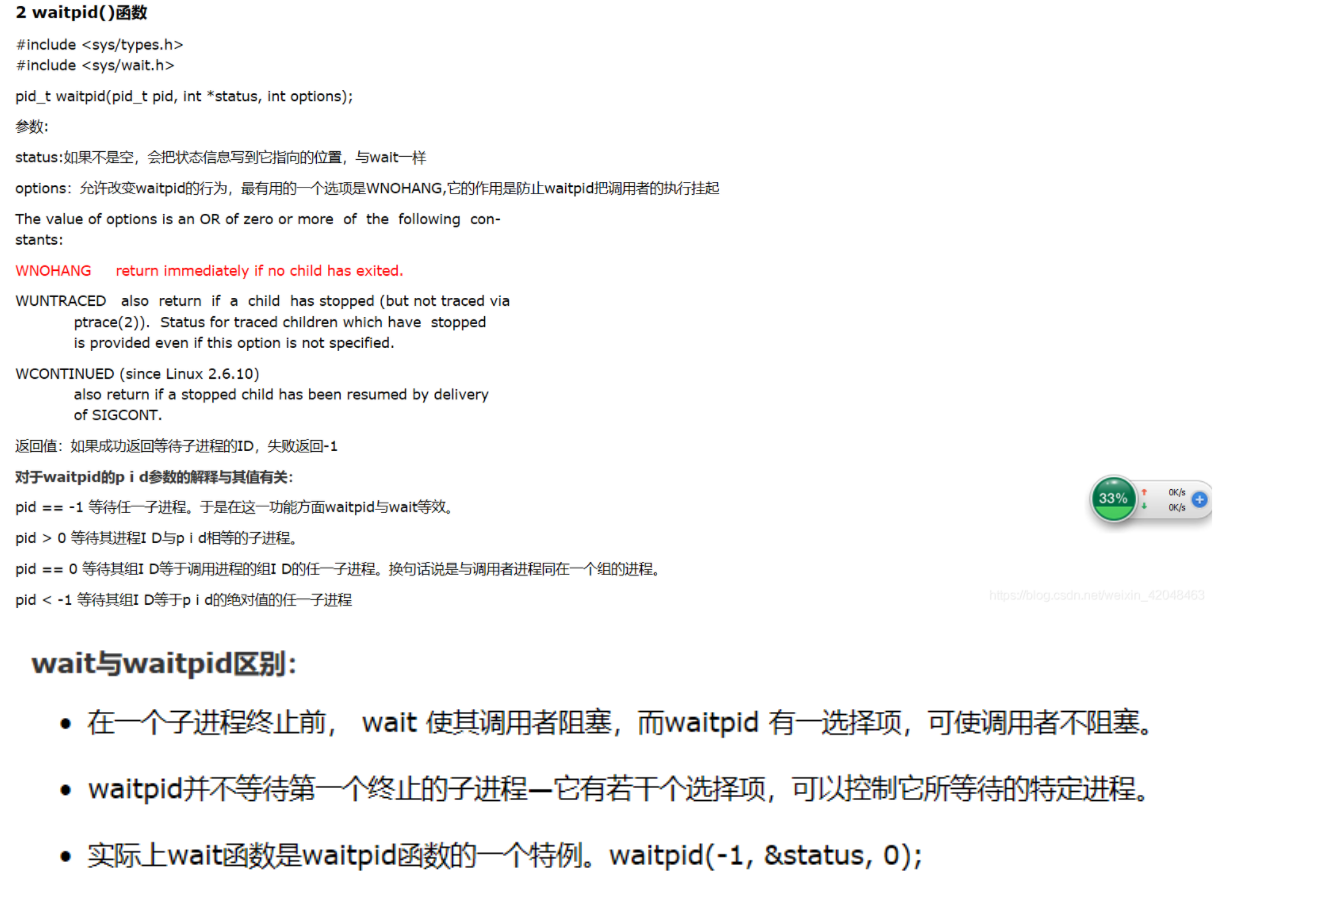 2 waitpid()函数
#include <sys/types.h>
#include <sys/wait.h>
pid_t waitpid(pid_t pid, int *status, int options);
参数:
status:如果不是空，会把状态信息写到它指向的位置，与wait一样
options：允许改变waitpid的行为，最有用的一个选项是WNOHANG,它的作用是防止waitpid把调用者的执行挂起
The value of options is an OR of zero or more of the following con-
stants:
WNOHANG return immediately if no child has exited.
WUNTRACED also return if a child has stopped (but not traced via
ptrace(2)). Status for traced children which have stopped
is provided even if this option is not specified.
WCONTINUED (since Linux 2.6.10)
also return if a stopped child has been resumed by delivery
of SIGCONT.
返回值：如果成功返回等待子进程的ID，失败返回-1
对于waitpid的p i d参数的解释与其值有关：
pid == -1 等待任一子进程。于是在这一功能方面waitpid与wait等效。
pid > 0 等待其进程I D与p i d相等的子进程。
pid == 0 等待其组I D等于调用进程的组I D的任一子进程。换句话说是与调用者进程同在一个组的进程。
pid < -1 等待其组I D等于p i d的绝对值的任一子进程
33%
0K/s
0K/s
https://blog.csdn.net/weixin_42048463
wait与waitpid区别：
• 在一个子进程终止前， wait 使其调用者阻塞，而waitpid 有一选择项，可使调用者不阻塞。
• waitpid并不等待第一个终止的子进程—它有若干个选择项，可以控制它所等待的特定进程。
• 实际上wait函数是waitpid函数的一个特例。waitpid(-1, &status, 0);